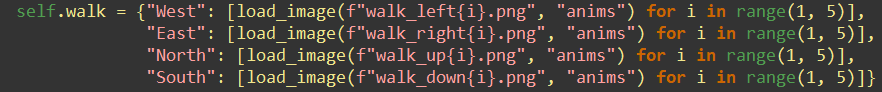 self.walk = {"West": [load_image(f"walk_left{i}.png", "anims") for i in range(1, 5)],
"East": [load_image(f"walk_right{i}.png", "anims") for i in range(1, 5)],
"North": [load_image(f"walk_up{i}.png", "anims") for i in range(1, 5)],
"South": [load_image(f"walk_down{i}.png", "anims") for i in range(1, 5)]}